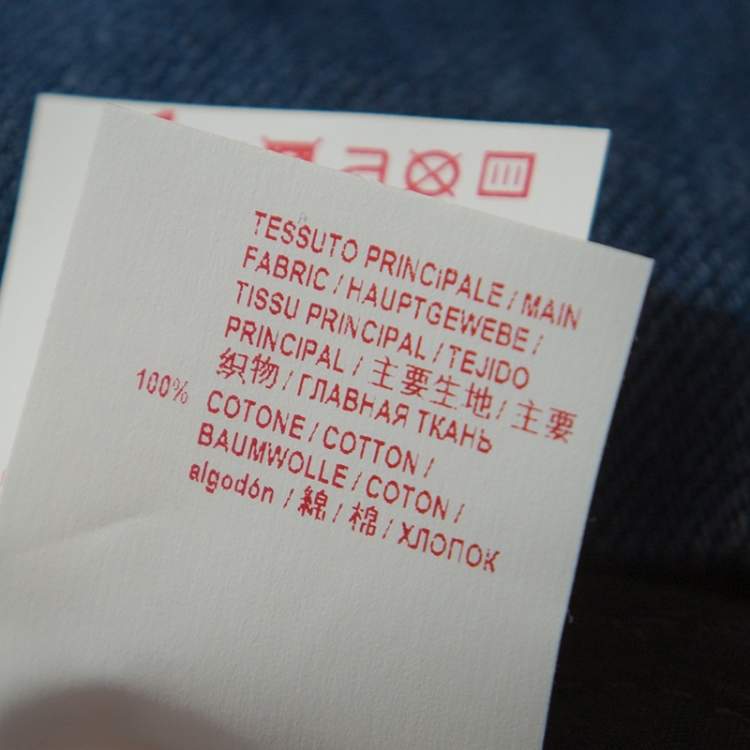 TESSUTO PRINCIPALE / MAIN
FABRIC / HAUPTGEWEBE /
TISSU PRINCIPAL / TEJIDO
PRINCIPAL / 主要生地 / 主要
织物 / ГЛАВНАЯ ТКАНЬ
100% COTONE / COTTON /
BAUMWOLLE / COTON /
algodón / 綿 / 棉 / ХЛОПОК